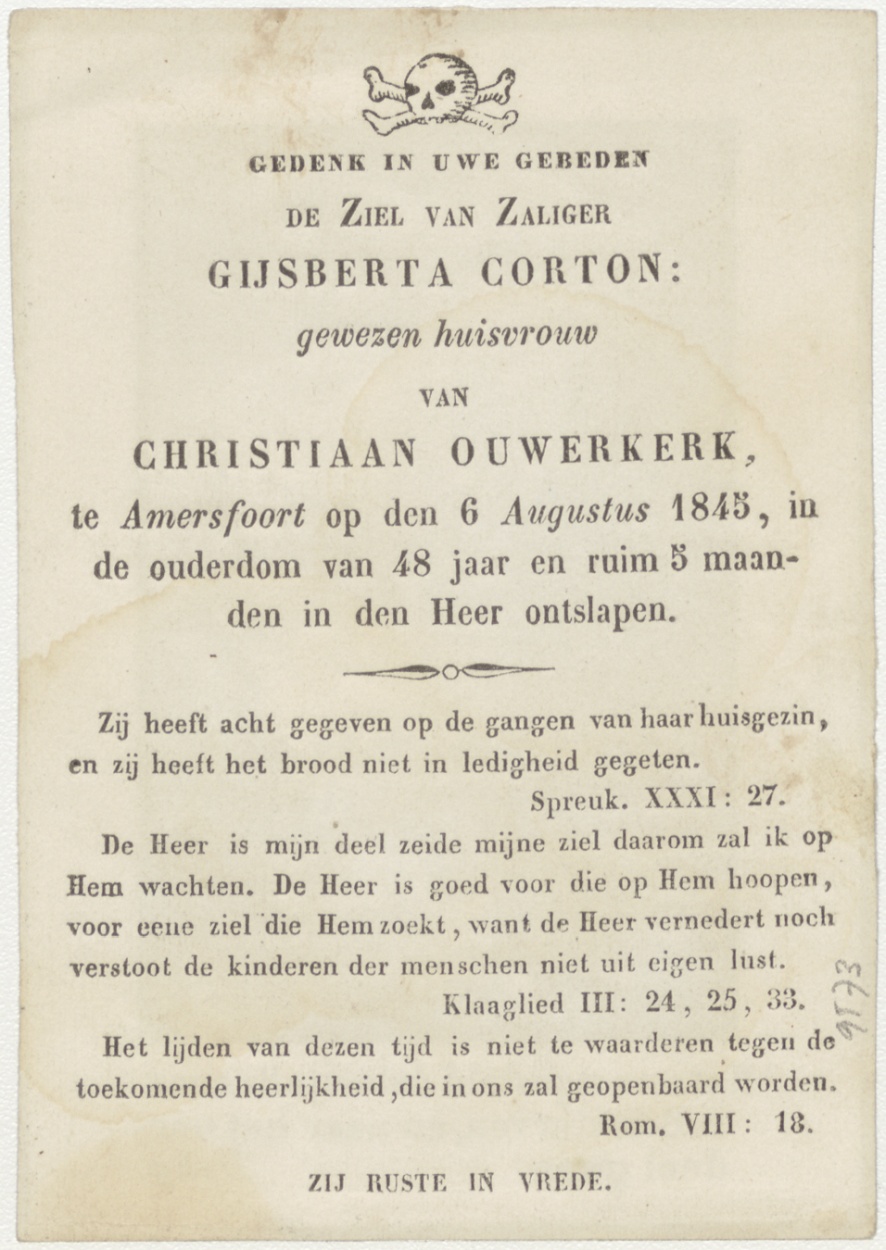 GEDENK IN UWE GEBEDEN
DE ZIEL VAN ZALIGER
GIJSBERTA CORTON:
gewezen huisvrouw
VAN
CHRISTIAAN OUWERKERK,
te Amersfoort op den 6 Augustus 1845, in
de ouderdom van 48 jaar en ruim 5 maan-
den in den Heer ontslapen.
Zij heeft acht gegeven op de gangen van haar huisgezin,
en zij heeft het brood niet in ledigheid gegeten.
Spreuk. XXXI: 27.
De Heer is mijn deel zeide mijne ziel daarom zal ik op
Hem wachten. De Heer is goed voor die op Hem hoopen,
voor eene ziel die Hem zoekt, want de Heer vernedert noch
verstoot de kinderen der menschen niet uit eigen lust.
Klaaglied III: 24, 25, 33.
Het lijden van dezen tijd is niet te waarderen tegen de
toekomende heerlijkheid, die in ons zal geopenbaard worden.
Rom. VIII: 18.
ZIJ RUSTE IN VREDE.